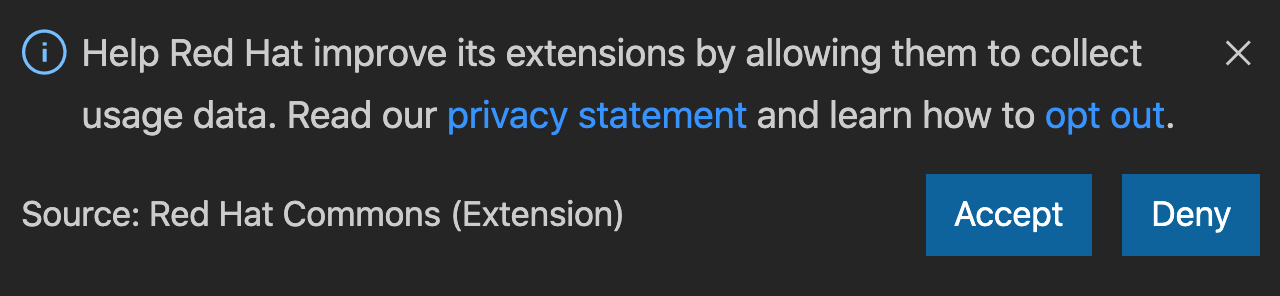 Help Red Hat improve its extensions by allowing them to collect
usage data. Read our privacy statement and learn how to opt out.
Source: Red Hat Commons (Extension)
Accept
Deny